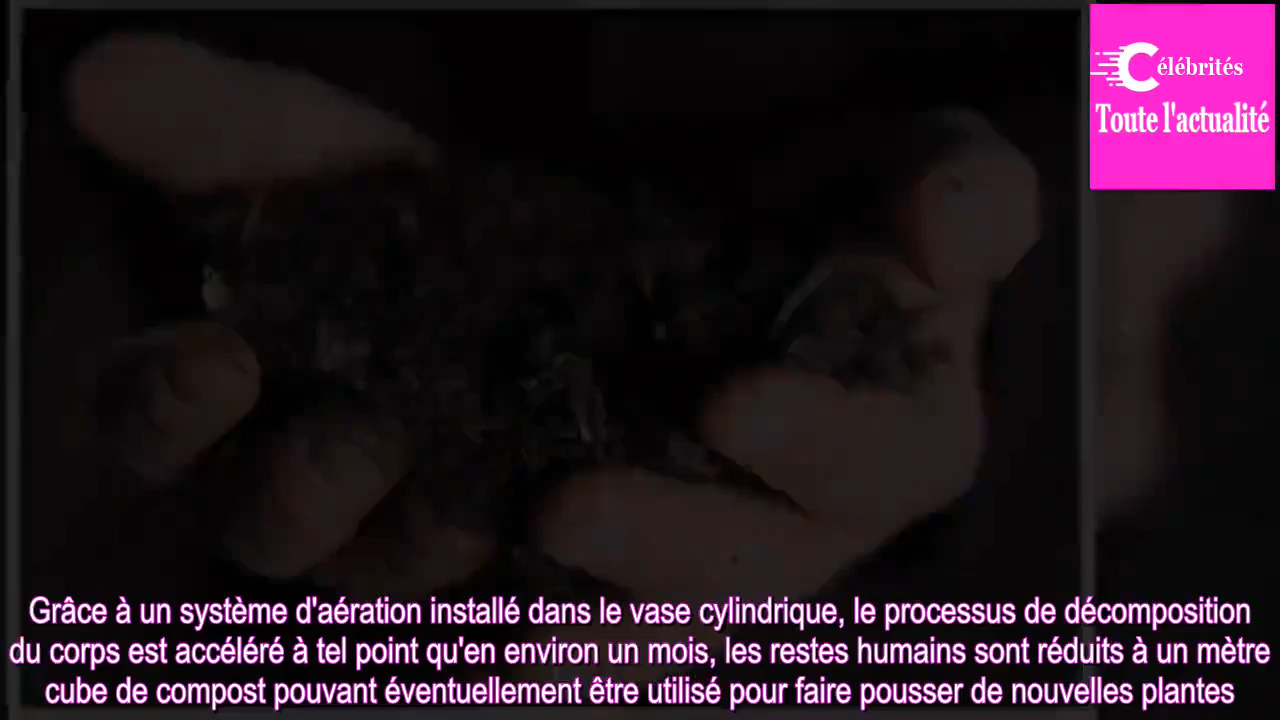 Célébrités
Toute l'actualité
Grâce à un système d'aération installé dans le vase cylindrique, le processus de décomposition
du corps est accéléré à tel point qu'en environ un mois, les restes humains sont réduits à un mètre
cube de compost pouvant éventuellement être utilisé pour faire pousser de nouvelles plantes